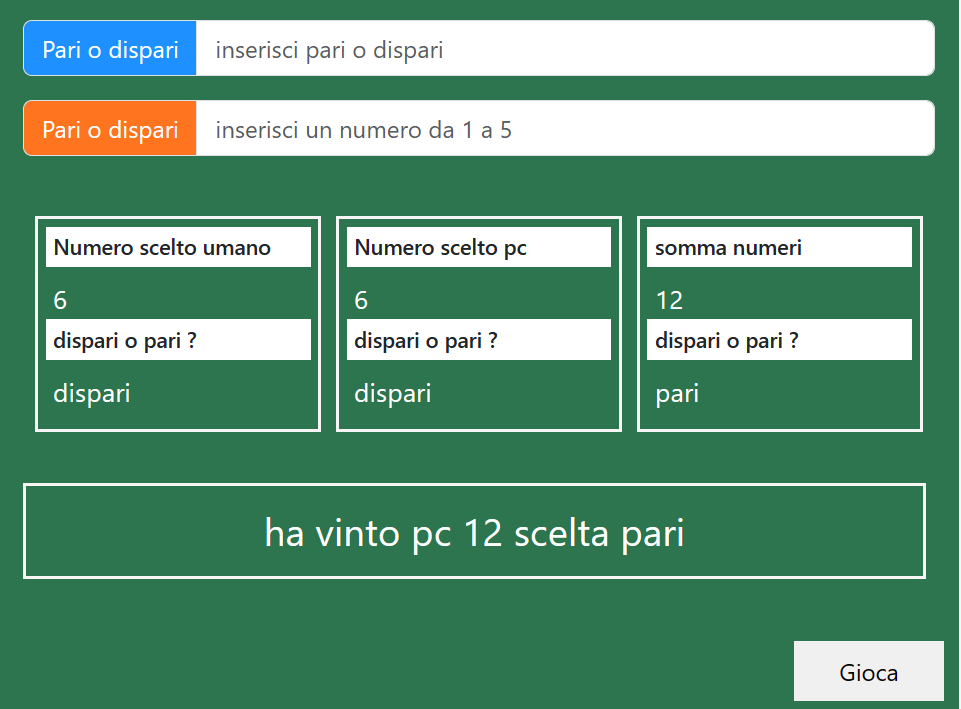 Pari o dispari inserisci pari o dispari
Pari o dispari inserisci un numero da 1 a 5
Numero scelto umano
6
dispari o pari ?
dispari
Numero scelto pc
6
dispari o pari ?
dispari
somma numeri
12
dispari o pari ?
pari
ha vinto pc 12 scelta pari
Gioca